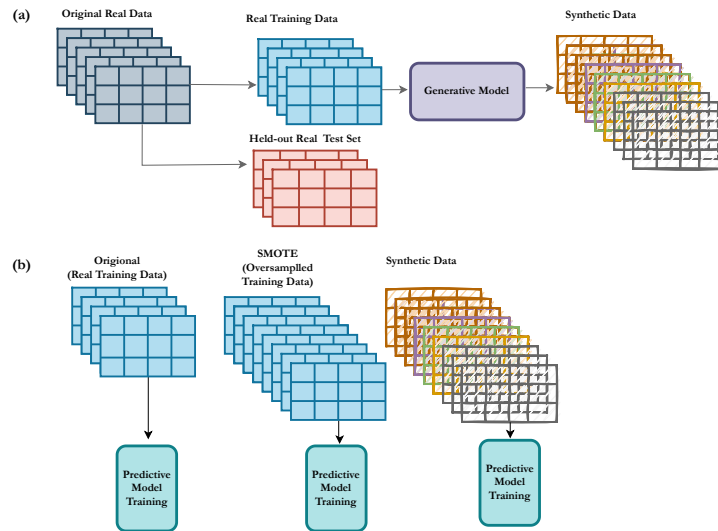 (a)
Original Real Data
Real Training Data
Synthetic Data
Generative Model
Held-out Real Test Set
(b)
Origional
(Real Training Data)
SMOTE
(Oversamplled
Training Data)
Synthetic Data
Predictive
Model
Training
Predictive
Model
Training
Predictive
Model
Training